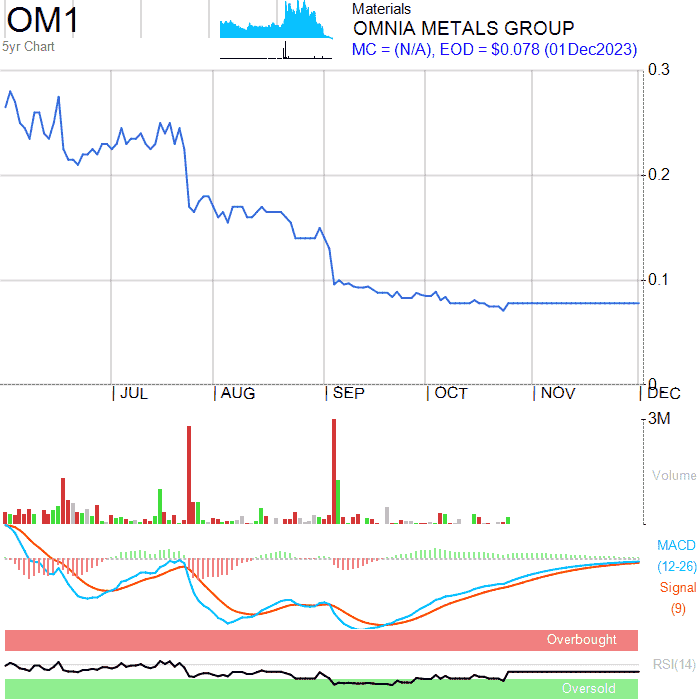 OM1
5yr Chart
Materials
OMNIA METALS GROUP
MC = (N/A), EOD = $0.078 (01Dec2023)
0.3
0.2
0.1
0
JUL
AUG
SEP
OCT
NOV
DEC
3M
Volume
MACD
(12-26)
Signal
(9)
Overbought
RSI(14)
Oversold